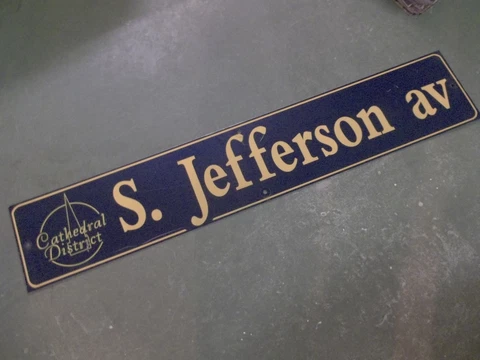 Cathedral
District
S. Jefferson av